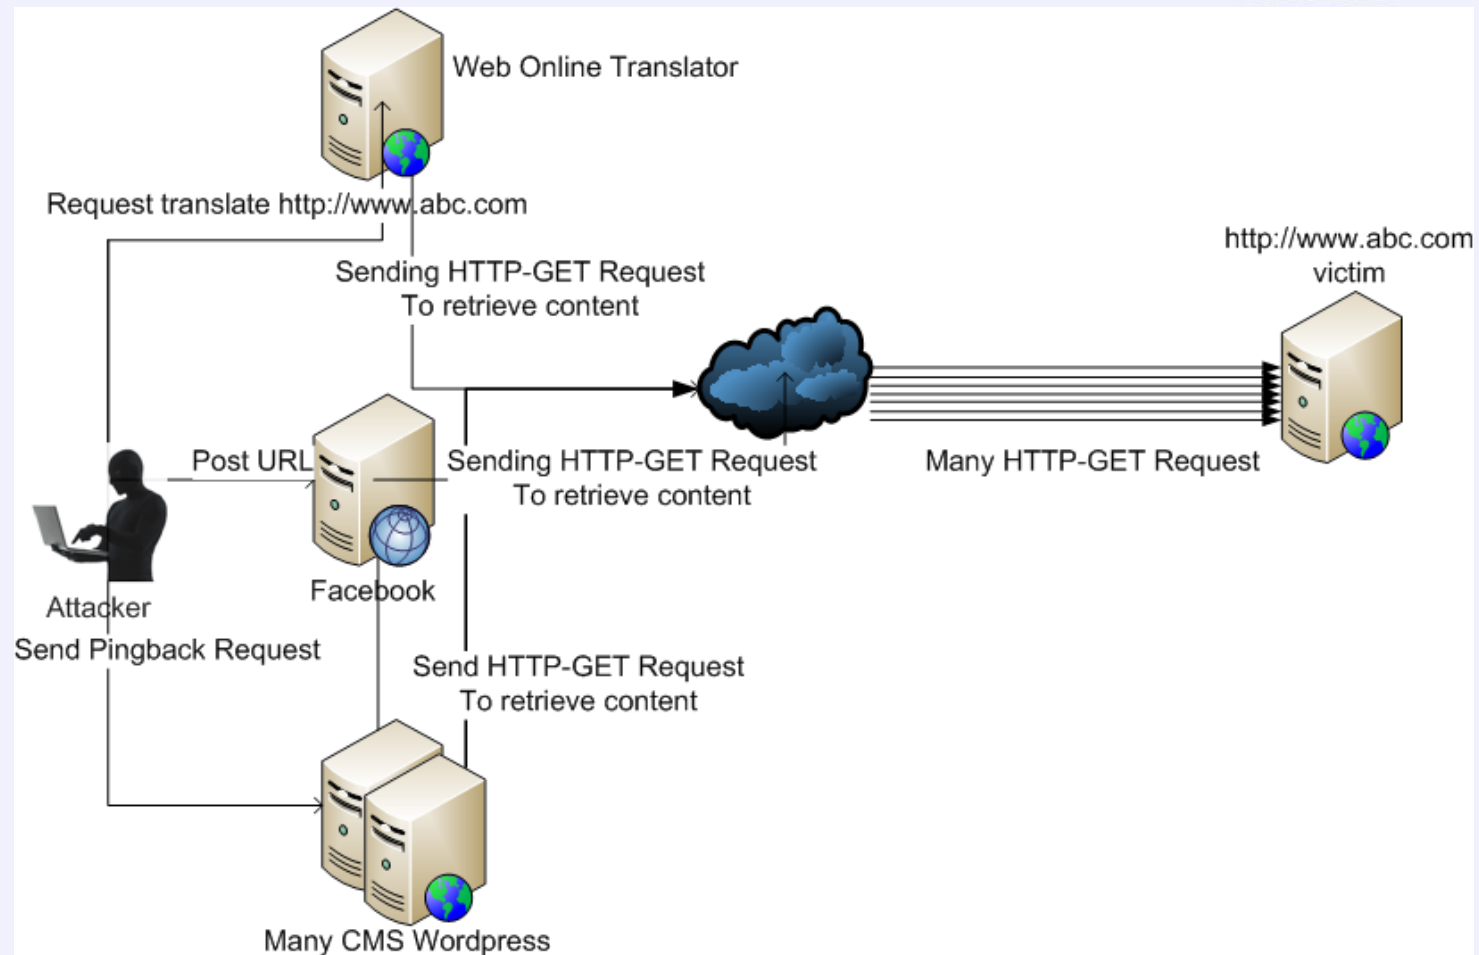 Web Online Translator
Request translate http://www.abc.com
Sending HTTP-GET Request
To retrieve content
http://www.abc.com
victim
Post URL
Sending HTTP-GET Request
To retrieve content
Many HTTP-GET Request
Facebook
Attacker
Send Pingback Request
Send HTTP-GET Request
To retrieve content
Many CMS Wordpress